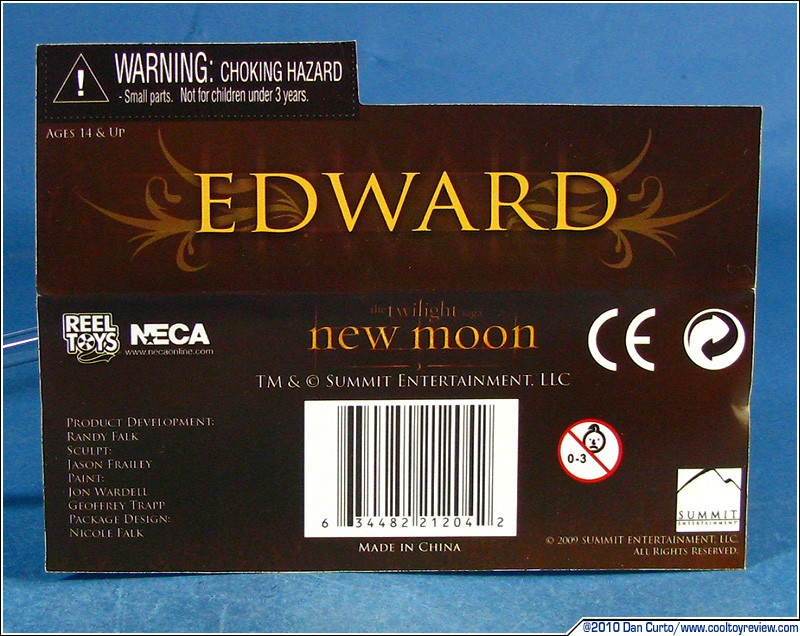 WARNING: CHOKING HAZARD
- Small parts. Not for children under 3 years.
AGES 14 & UP
EDWARD
REEL TOYS
NECA
www.necaonline.com
the twilight saga
new moon
TM & © SUMMIT ENTERTAINMENT, LLC
CE
PRODUCT DEVELOPMENT:
RANDY FALK
SCULPT:
JASON FRAILEY
PAINT:
JON WARDELL
GEOFFREY TRAPP
PACKAGE DESIGN:
NICOLE FALK
6 34482 21204 2
MADE IN CHINA
0-3
SUMMIT
ENTERTAINMENT
© 2009 SUMMIT ENTERTAINMENT, LLC.
ALL RIGHTS RESERVED.
@2010 Dan Curto/www.cooltoyreview.com